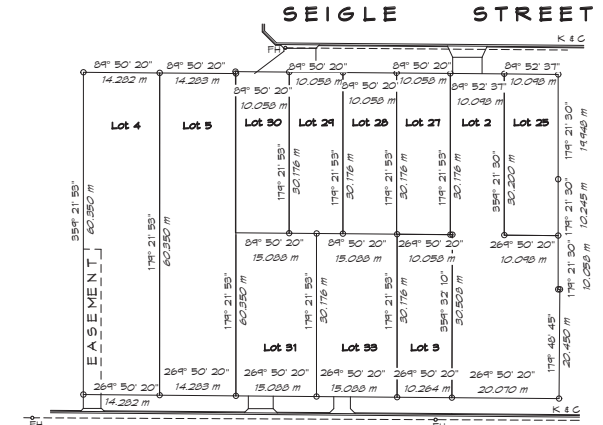 SEIGLE STREET
K & C
FH
89° 50' 20" 89° 50' 20" 89° 50' 20" 89° 50' 20" 89° 52' 37"
14.282 m 14.283 m 10.058 m 10.058 m 10.098 m
89° 50' 20" 89° 50' 20" 89° 52' 37"
10.058 m 10.058 m 10.098 m
Lot 4 Lot 5 Lot 30 Lot 29 Lot 28 Lot 27 Lot 2 Lot 25
179° 21' 30"
19.948 m
179° 21' 53"
30.176 m
179° 21' 53"
30.176 m
179° 21' 53"
30.176 m
359° 21' 30"
30.200 m
359° 21' 53"
60.350 m
179° 21' 53"
60.350 m
179° 21' 30"
10.245 m
89° 50' 20" 89° 50' 20" 269° 50' 20" 269° 50' 20"
15.088 m 15.088 m 10.058 m 10.098 m
179° 21' 30"
10.058 m
EASEMENT
179° 21' 53"
60.350 m
179° 21' 53"
30.176 m
179° 21' 53"
30.176 m
359° 32' 10"
30.508 m
179° 48' 45"
20.450 m
Lot 31 Lot 33 Lot 3
269° 50' 20" 269° 50' 20" 269° 50' 20" 269° 50' 20" 269° 50' 20" 269° 50' 20"
14.282 m 14.283 m 15.088 m 15.088 m 10.264 m 20.070 m
K & C
FH FH